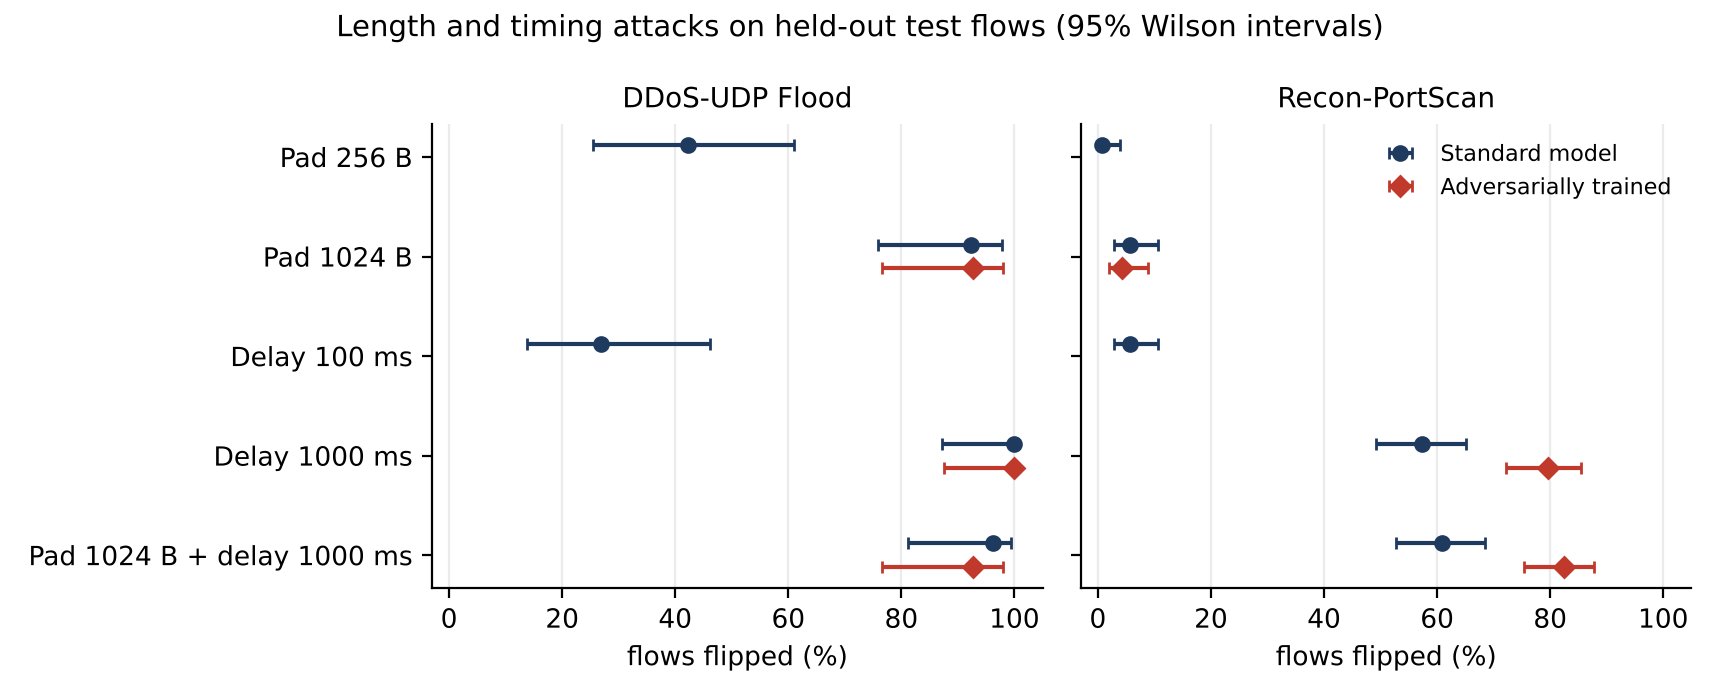 Length and timing attacks on held-out test flows (95% Wilson intervals)
DDoS-UDP Flood
Recon-PortScan
Pad 256 B
Pad 1024 B
Delay 100 ms
Delay 1000 ms
Pad 1024 B + delay 1000 ms
Standard model
Adversarially trained
0 20 40 60 80 100
0 20 40 60 80 100
flows flipped (%)
flows flipped (%)